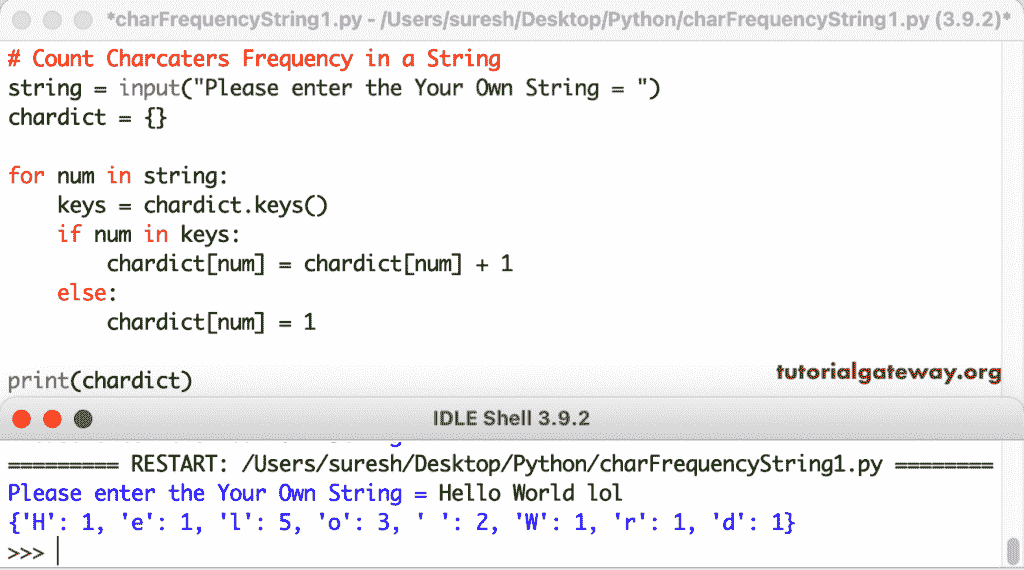 *charFrequencyString1.py - /Users/suresh/Desktop/Python/charFrequencyString1.py (3.9.2)*
# Count Charcaters Frequency in a String
string = input("Please enter the Your Own String = ")
chardict = {}
for num in string:
    keys = chardict.keys()
    if num in keys:
        chardict[num] = chardict[num] + 1
    else:
        chardict[num] = 1
print(chardict)
tutorialgateway.org
IDLE Shell 3.9.2
========= RESTART: /Users/suresh/Desktop/Python/charFrequencyString1.py ========
Please enter the Your Own String = Hello World lol
{'H': 1, 'e': 1, 'l': 5, 'o': 3, ' ': 2, 'W': 1, 'r': 1, 'd': 1}
>>>